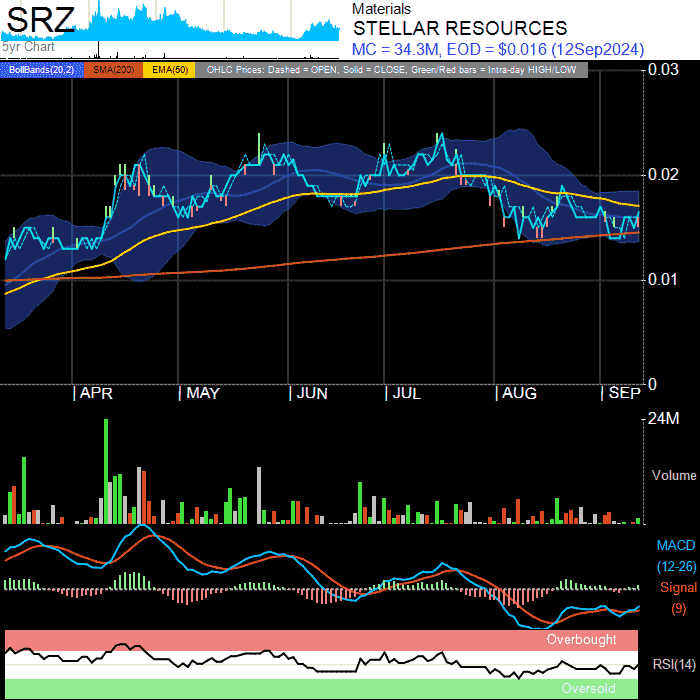 SRZ
5yr Chart
Materials
STELLAR RESOURCES
MC = 34.3M, EOD = $0.016 (12Sep2024)
BollBands(20,2) SMA(200) EMA(50) OHLC Prices: Dashed = OPEN, Solid = CLOSE, Green/Red bars = Intra-day HIGH/LOW
0.03
0.02
0.01
0
APR MAY JUN JUL AUG SEP
24M
Volume
MACD
(12-26)
Signal
(9)
Overbought
RSI(14)
Oversold